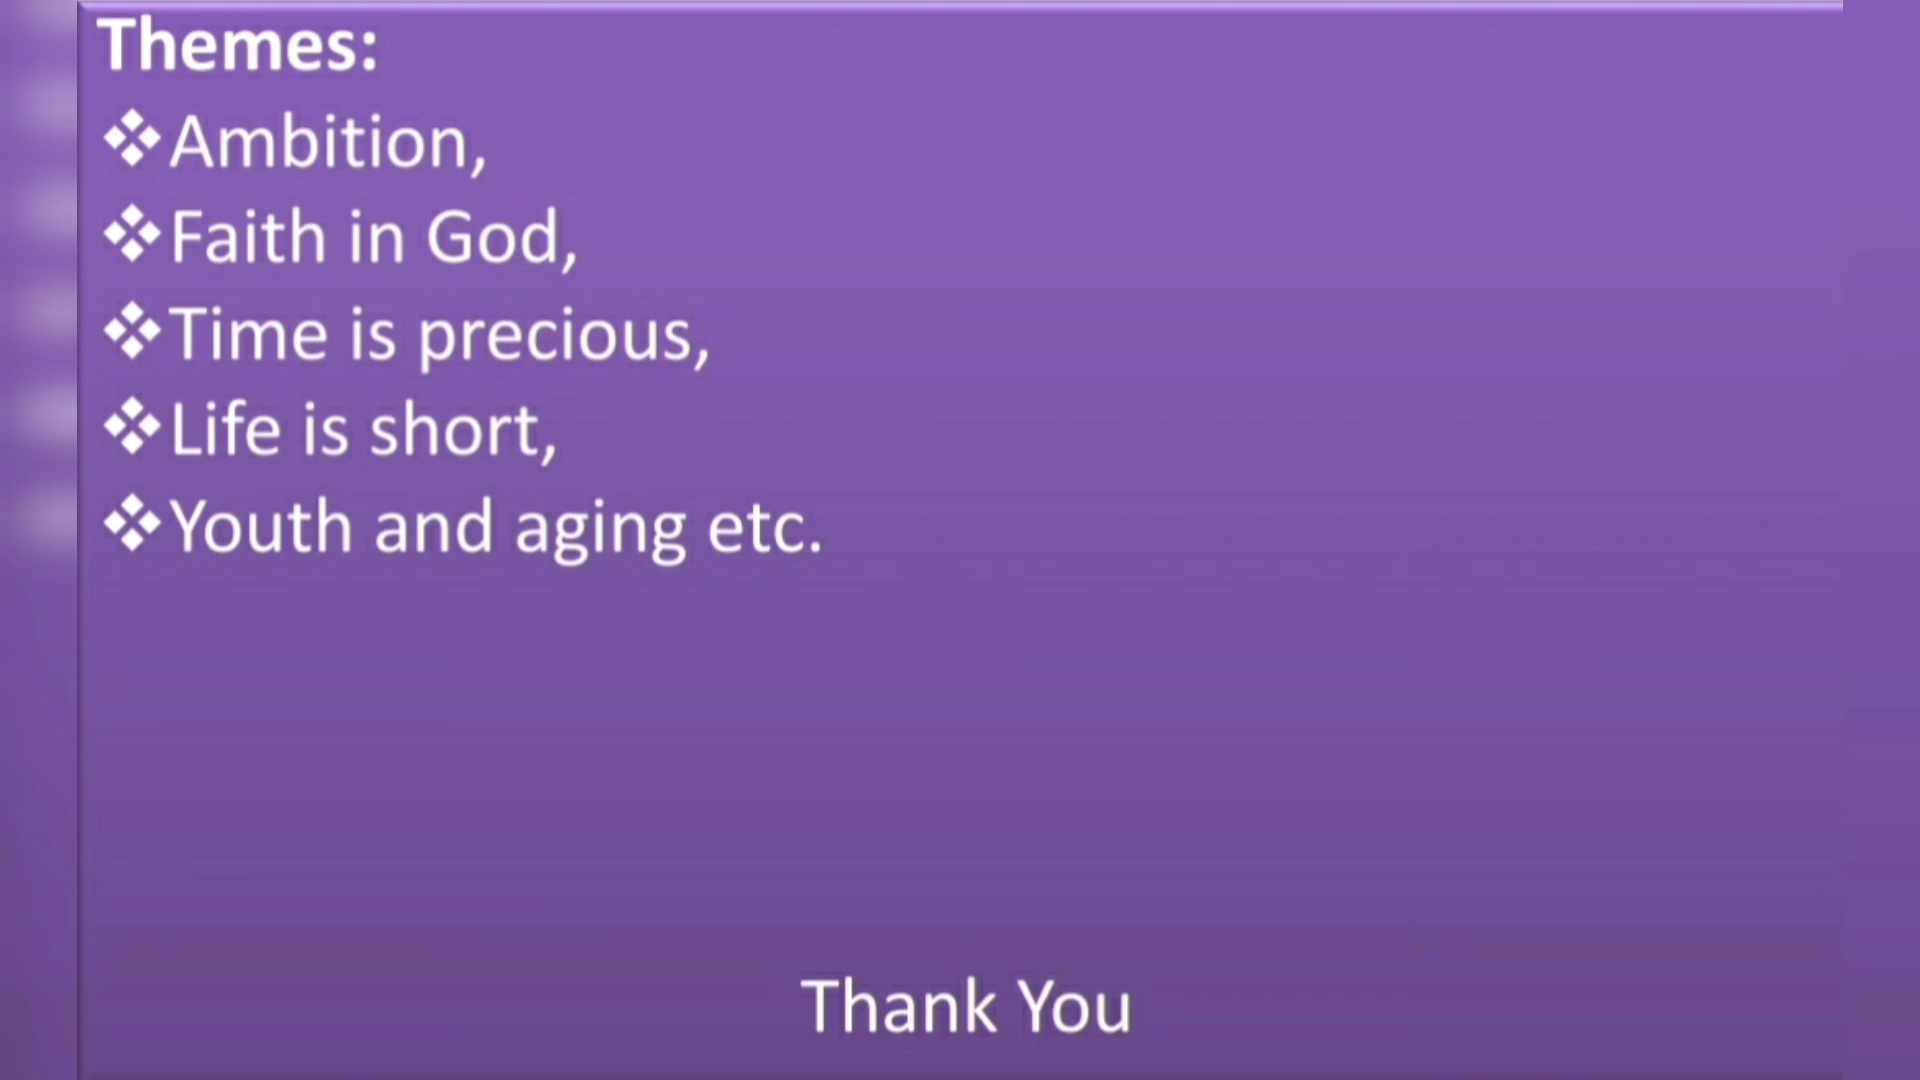 Themes:
❖Ambition,
❖Faith in God,
❖Time is precious,
❖Life is short,
❖Youth and aging etc.
Thank You